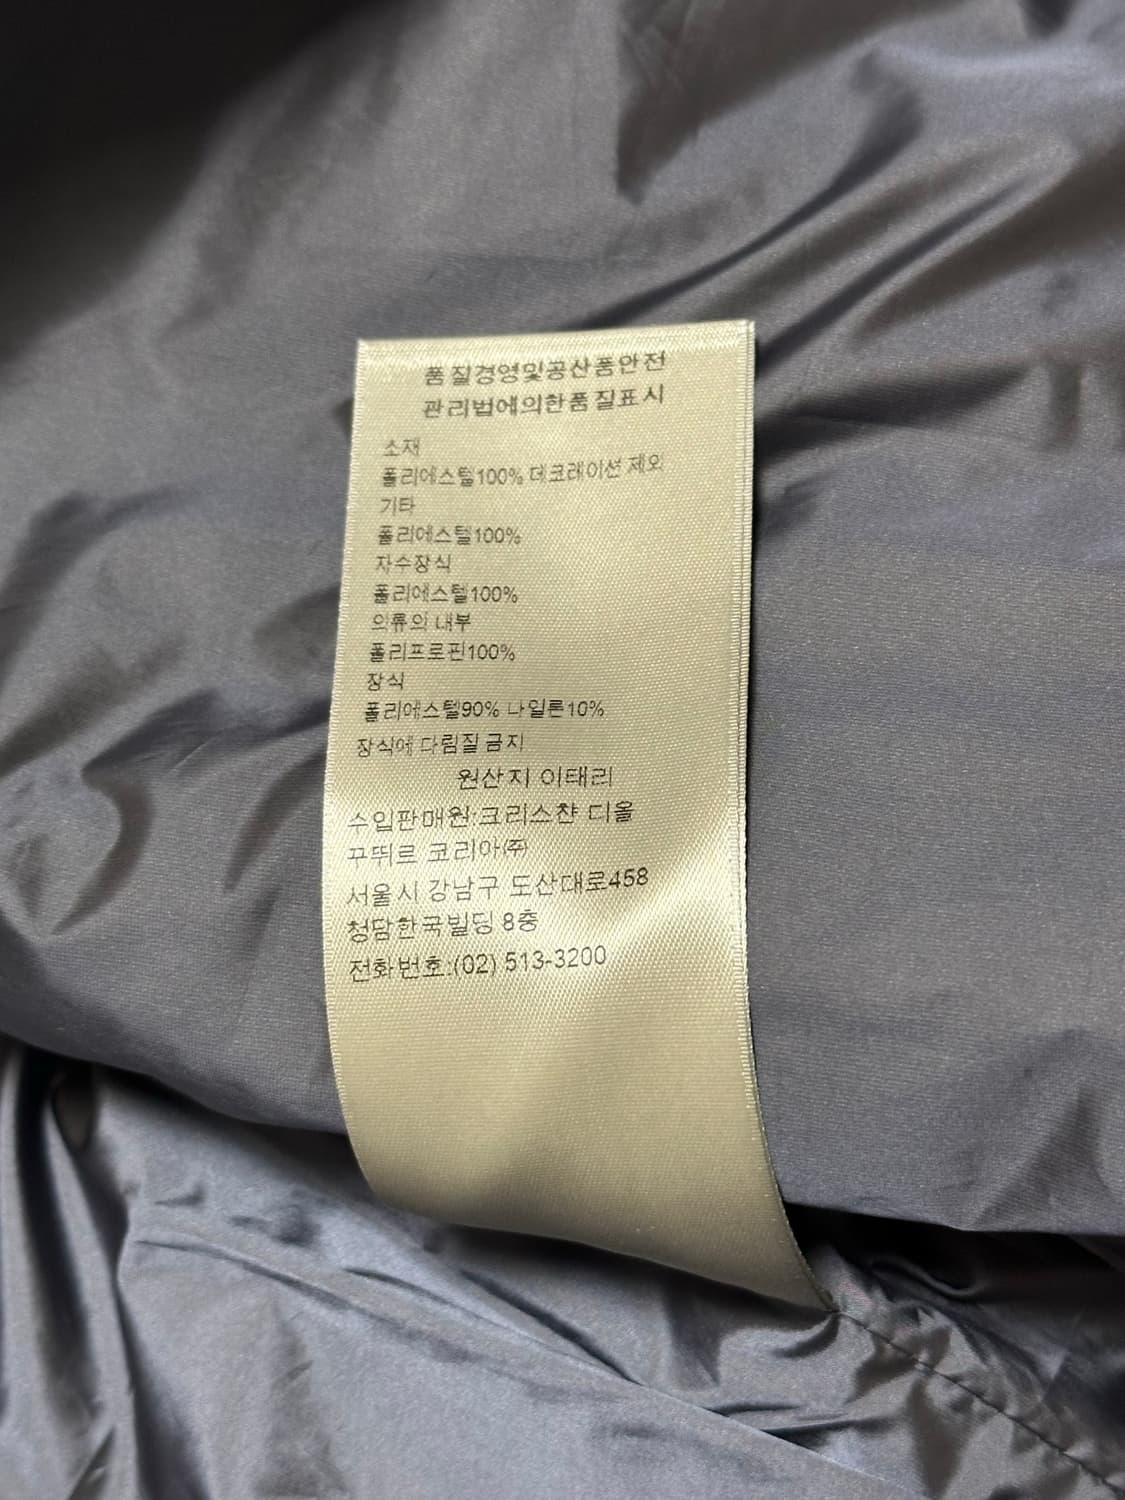 품질경영및공산품안전
관리법에의한품질표시
소재
폴리에스텔100% 데코레이션 제외
기타
폴리에스텔100%
자수장식
폴리에스텔100%
의류의 내부
폴리프로핀100%
장식
폴리에스텔90% 나일론10%
장식에 다림질 금지
원산지 이태리
수입판매원:크리스챤 디올
꾸뛰르 코리아㈜
서울시 강남구 도산대로458
청담한국빌딩 8층
전화번호:(02) 513-3200